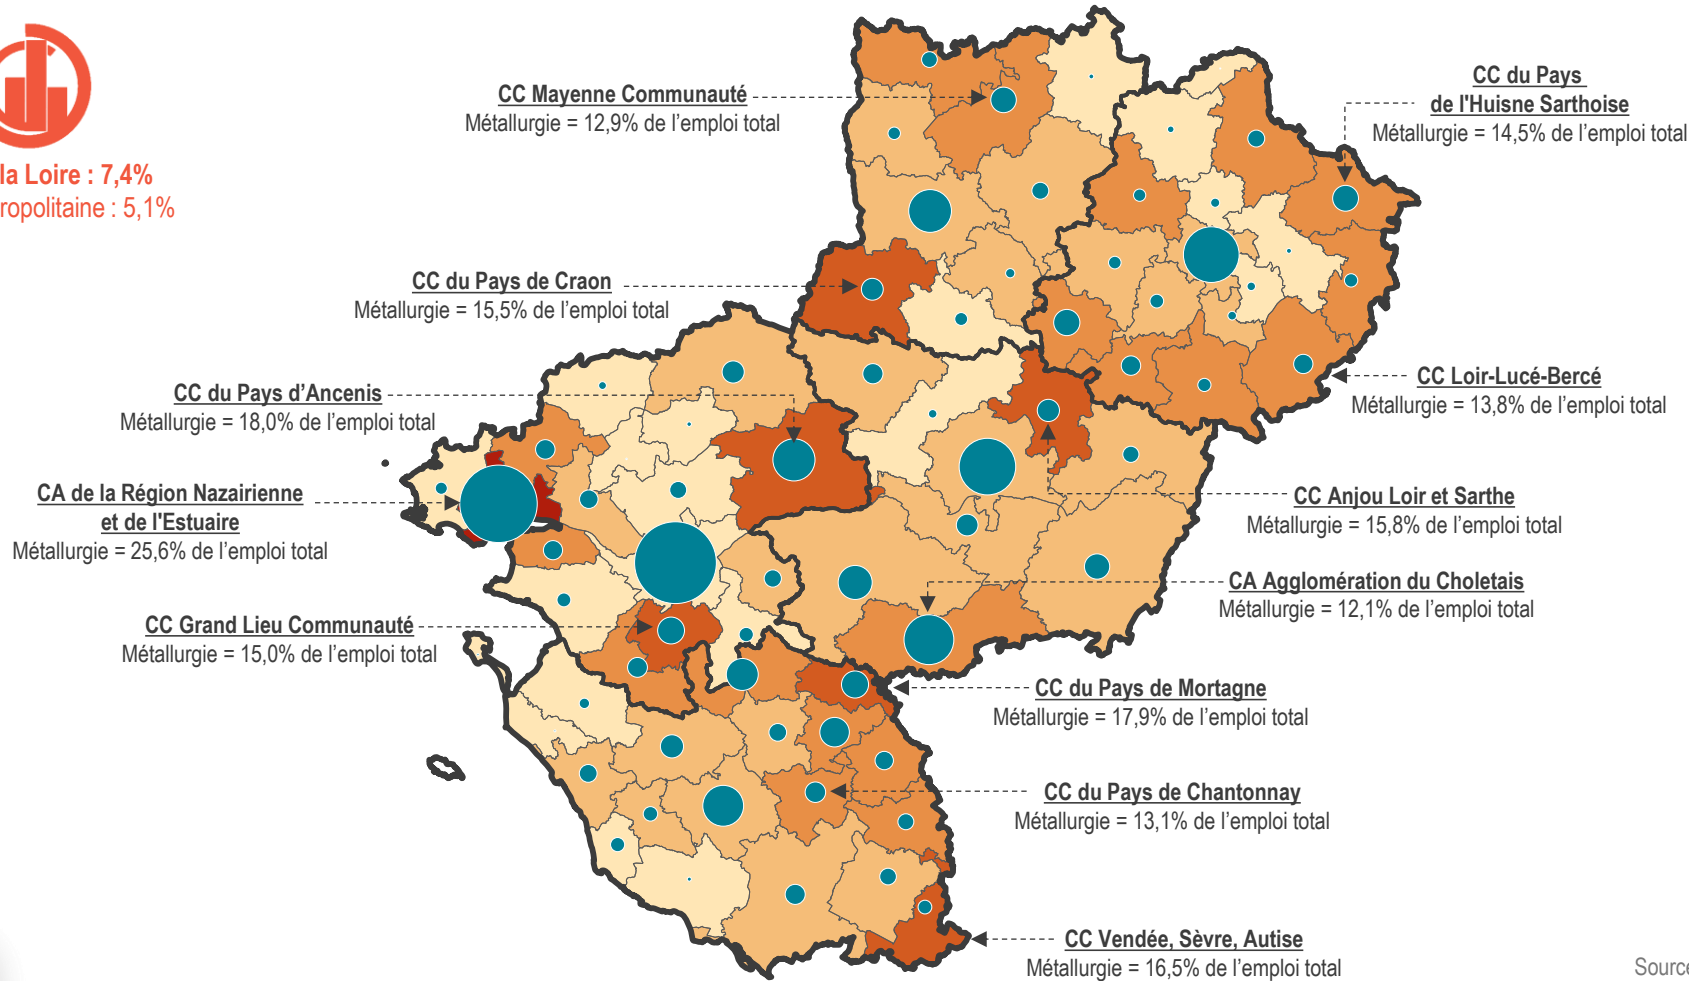 la Loire : 7,4%
ropolitaine : 5,1%
CC Mayenne Communauté
Métallurgie = 12,9% de l’emploi total
CC du Pays
de l'Huisne Sarthoise
Métallurgie = 14,5% de l’emploi total
CC du Pays de Craon
Métallurgie = 15,5% de l’emploi total
CC du Pays d’Ancenis
Métallurgie = 18,0% de l’emploi total
CC Loir-Lucé-Bercé
Métallurgie = 13,8% de l’emploi total
CA de la Région Nazairienne
et de l'Estuaire
Métallurgie = 25,6% de l’emploi total
CC Anjou Loir et Sarthe
Métallurgie = 15,8% de l’emploi total
CA Agglomération du Choletais
Métallurgie = 12,1% de l’emploi total
CC Grand Lieu Communauté
Métallurgie = 15,0% de l’emploi total
CC du Pays de Mortagne
Métallurgie = 17,9% de l’emploi total
CC du Pays de Chantonnay
Métallurgie = 13,1% de l’emploi total
CC Vendée, Sèvre, Autise
Métallurgie = 16,5% de l’emploi total
Source